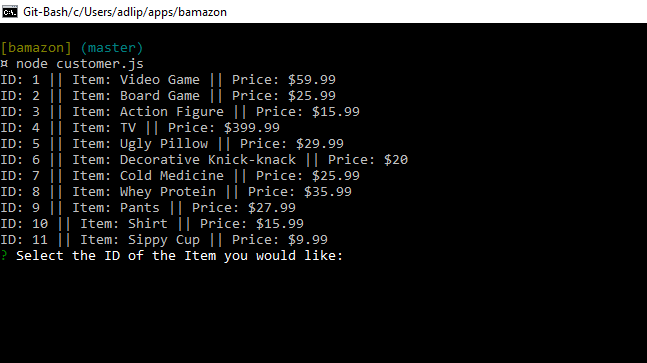 Git-Bash/c/Users/adlip/apps/bamazon
[bamazon] (master)
¤ node customer.js
ID: 1 || Item: Video Game || Price: $59.99
ID: 2 || Item: Board Game || Price: $25.99
ID: 3 || Item: Action Figure || Price: $15.99
ID: 4 || Item: TV || Price: $399.99
ID: 5 || Item: Ugly Pillow || Price: $29.99
ID: 6 || Item: Decorative Knick-knack || Price: $20
ID: 7 || Item: Cold Medicine || Price: $25.99
ID: 8 || Item: Whey Protein || Price: $35.99
ID: 9 || Item: Pants || Price: $27.99
ID: 10 || Item: Shirt || Price: $15.99
ID: 11 || Item: Sippy Cup || Price: $9.99
? Select the ID of the Item you would like: